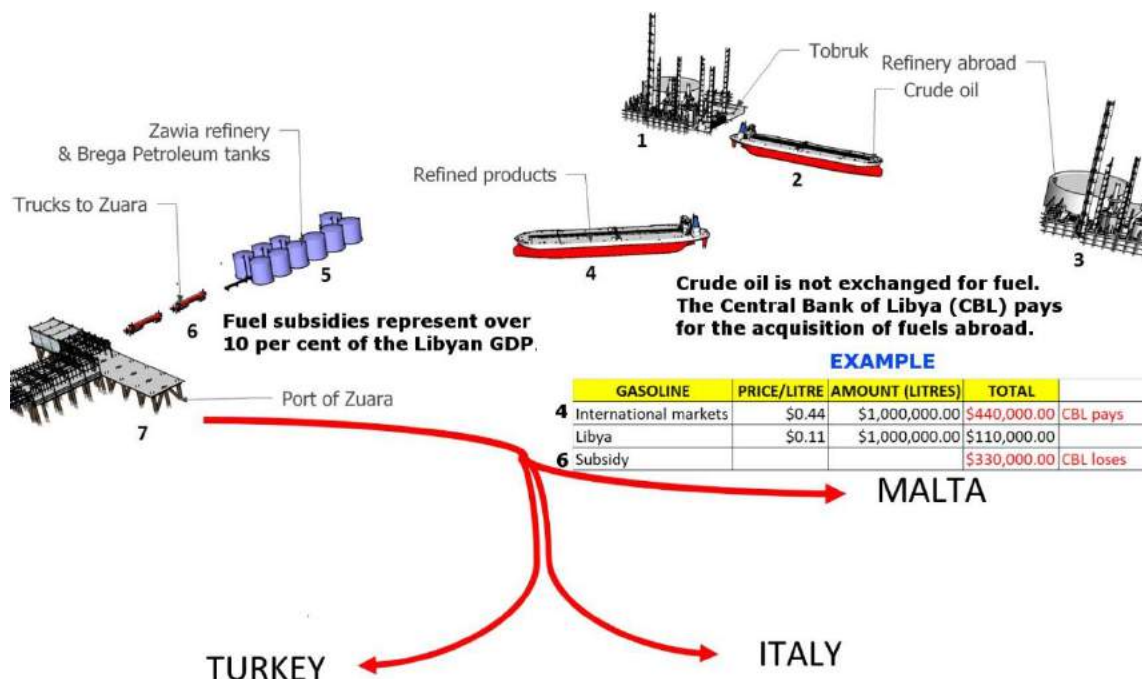 Tobruk
Refinery abroad
Crude oil
1
2
3
Zawia refinery
& Brega Petroleum tanks
Refined products
Trucks to Zuara
5
4
6
7
Fuel subsidies represent over
10 per cent of the Libyan GDP.
Crude oil is not exchanged for fuel.
The Central Bank of Libya (CBL) pays
for the acquisition of fuels abroad.
Port of Zuara
EXAMPLE
GASOLINE PRICE/LITRE AMOUNT (LITRES) TOTAL
4 International markets $0.44 $1,000,000.00 $440,000.00 CBL pays
Libya $0.11 $1,000,000.00 $110,000.00
6 Subsidy $330,000.00 CBL loses
MALTA
TURKEY
ITALY